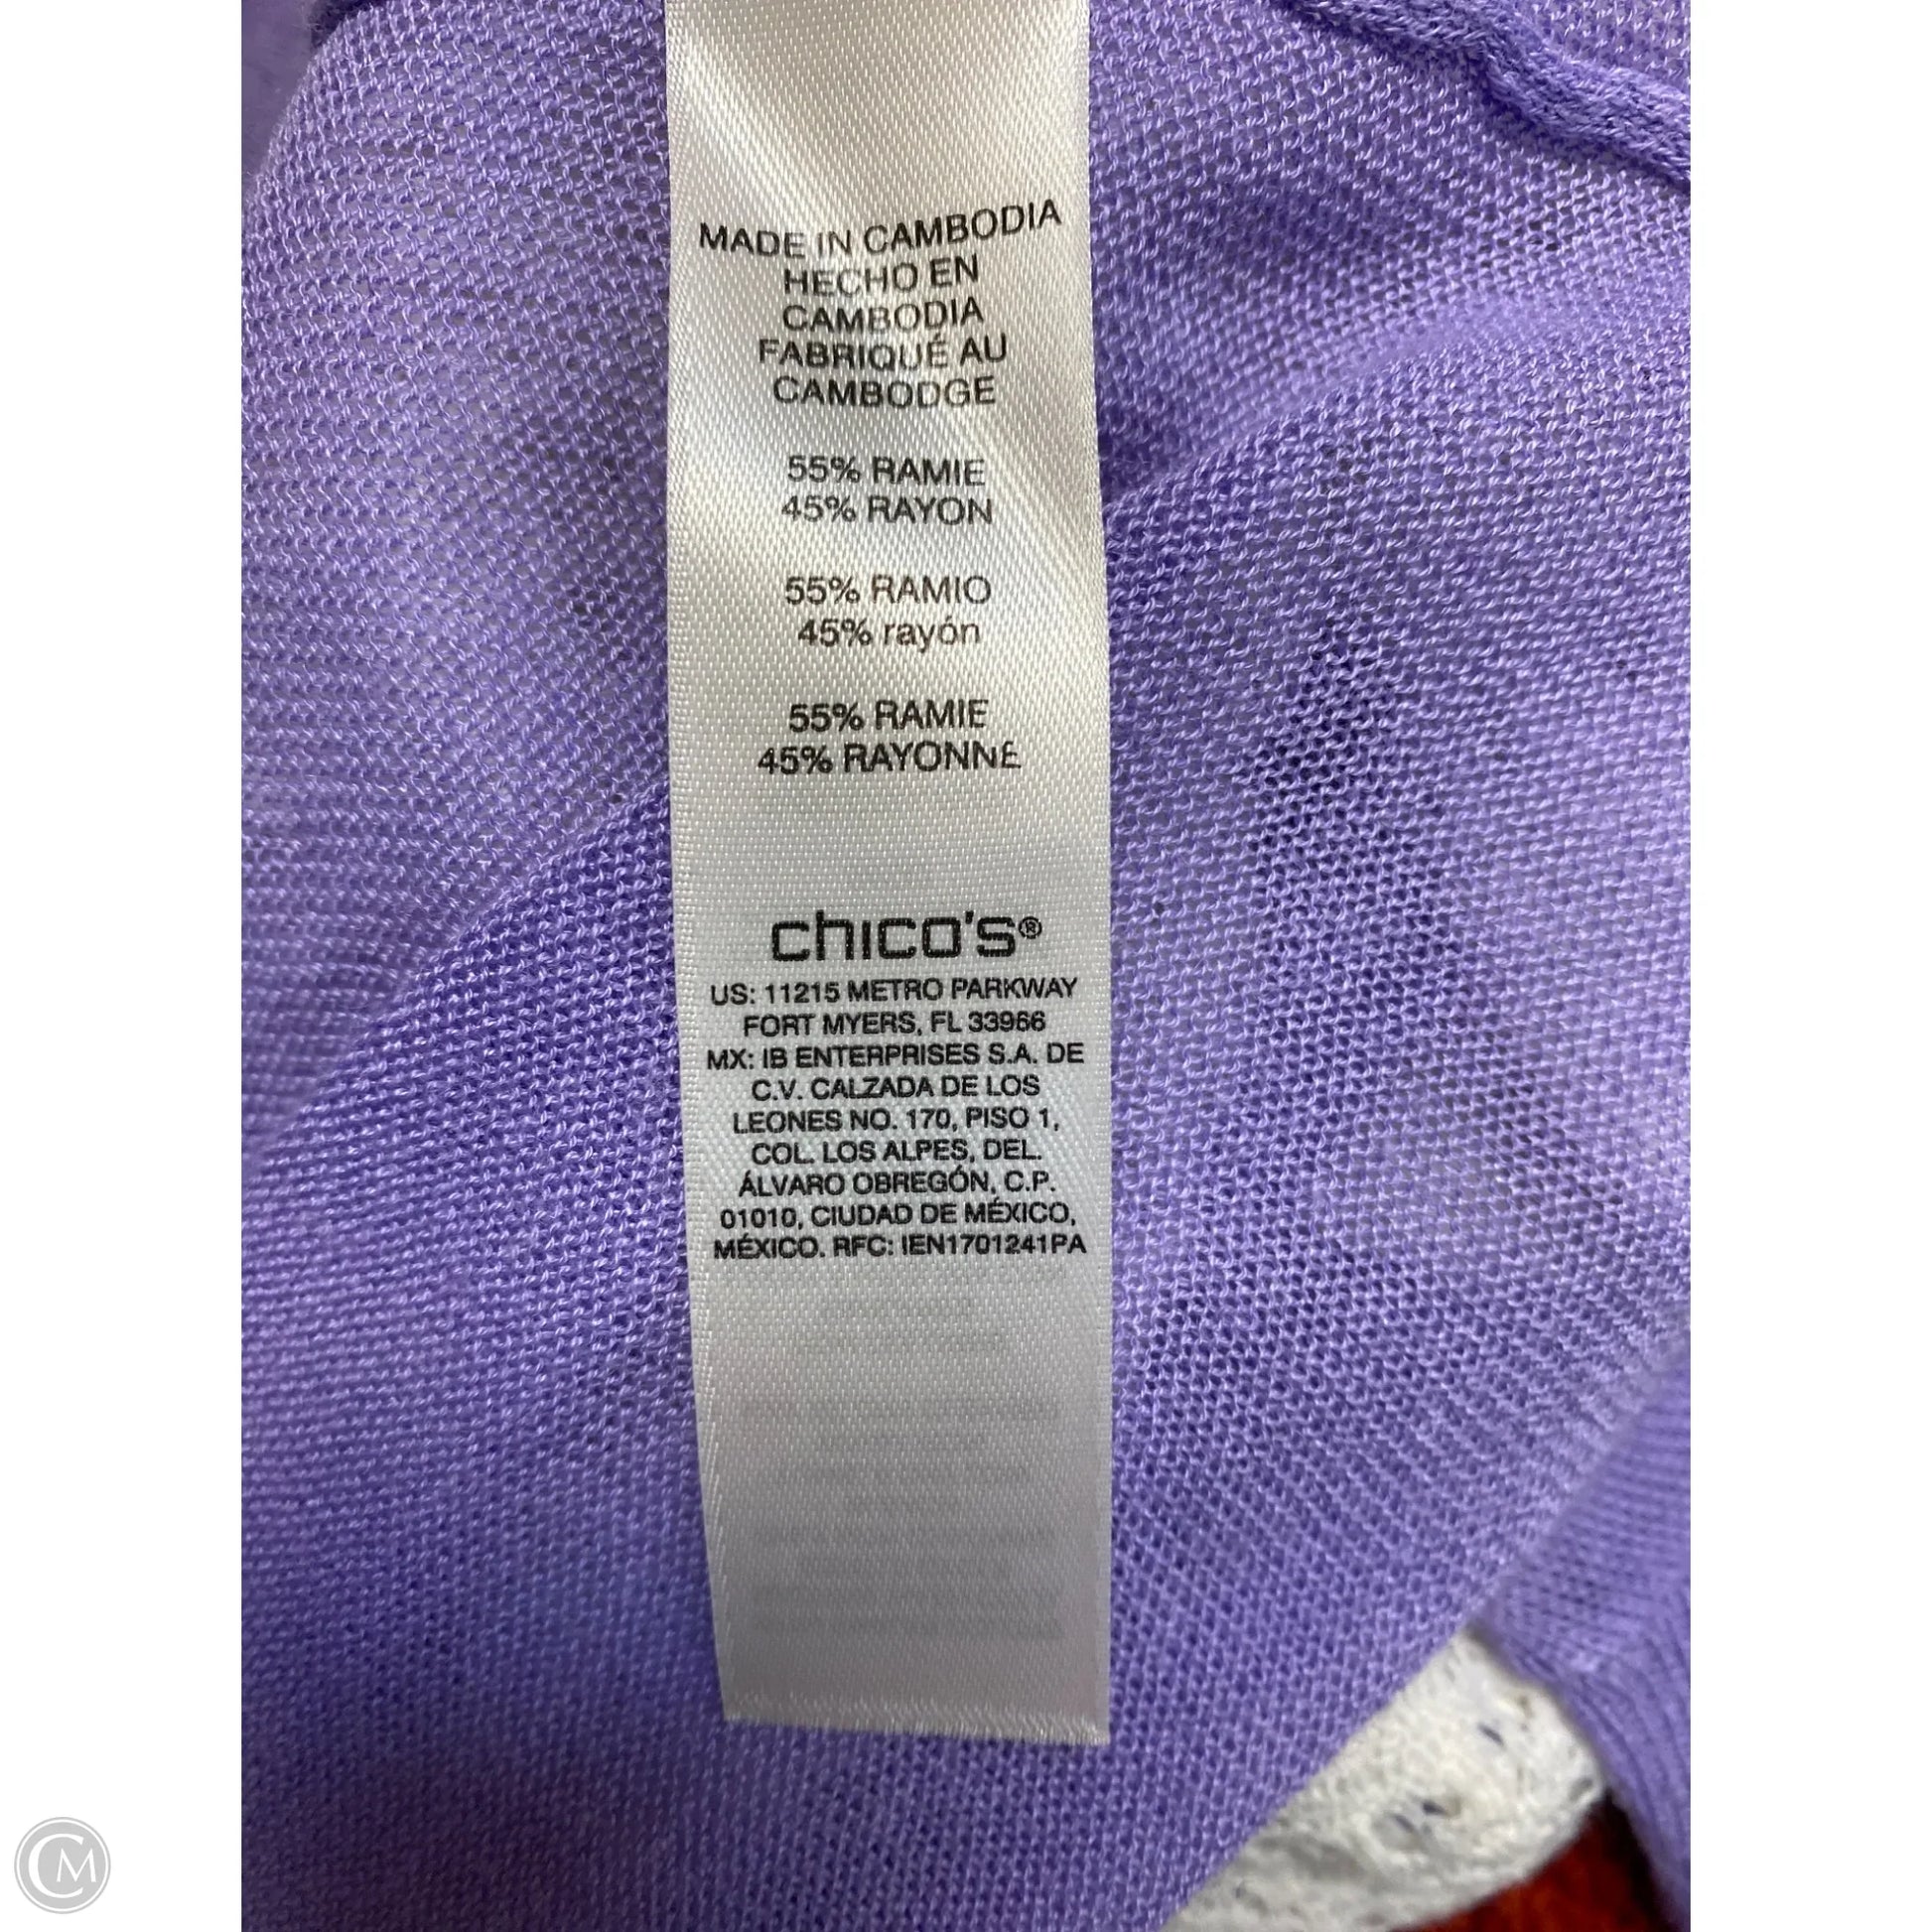 MADE IN CAMBODIA
HECHO EN
CAMBODIA
FABRIQUÉ AU
CAMBODGE
55% RAMIE
45% RAYON
55% RAMIO
45% rayón
55% RAMIE
45% RAYONNE
chico's®
US: 11215 METRO PARKWAY
FORT MYERS, FL 33966
MX: IB ENTERPRISES S.A. DE
C.V. CALZADA DE LOS
LEONES NO. 170, PISO 1,
COL. LOS ALPES, DEL.
ÁLVARO OBREGÓN, C.P.
01010, CIUDAD DE MÉXICO,
MÉXICO. RFC: IEN1701241PA
CM